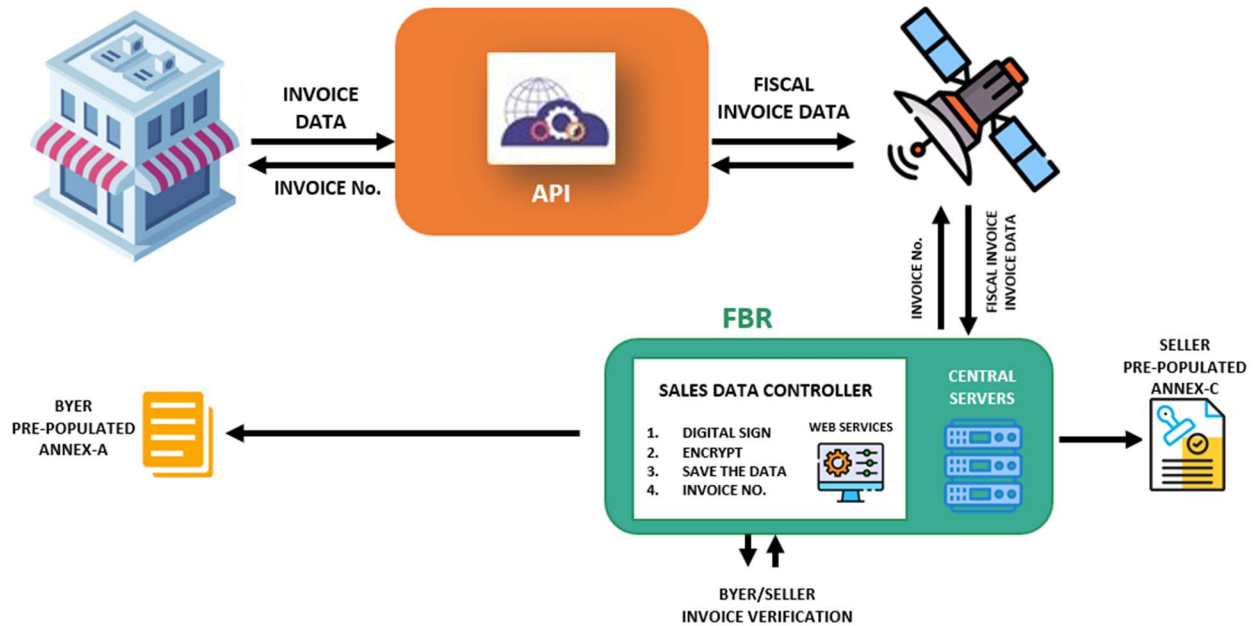 INVOICE
DATA
INVOICE No.
API
FISCAL
INVOICE DATA
INVOICE No.
FISCAL INVOICE
INVOICE DATA
FBR
SALES DATA CONTROLLER
1. DIGITAL SIGN
2. ENCRYPT
3. SAVE THE DATA
4. INVOICE NO.
WEB SERVICES
CENTRAL
SERVERS
SELLER
PRE-POPULATED
ANNEX-C
BYER
PRE-POPULATED
ANNEX-A
BYER/SELLER
INVOICE VERIFICATION